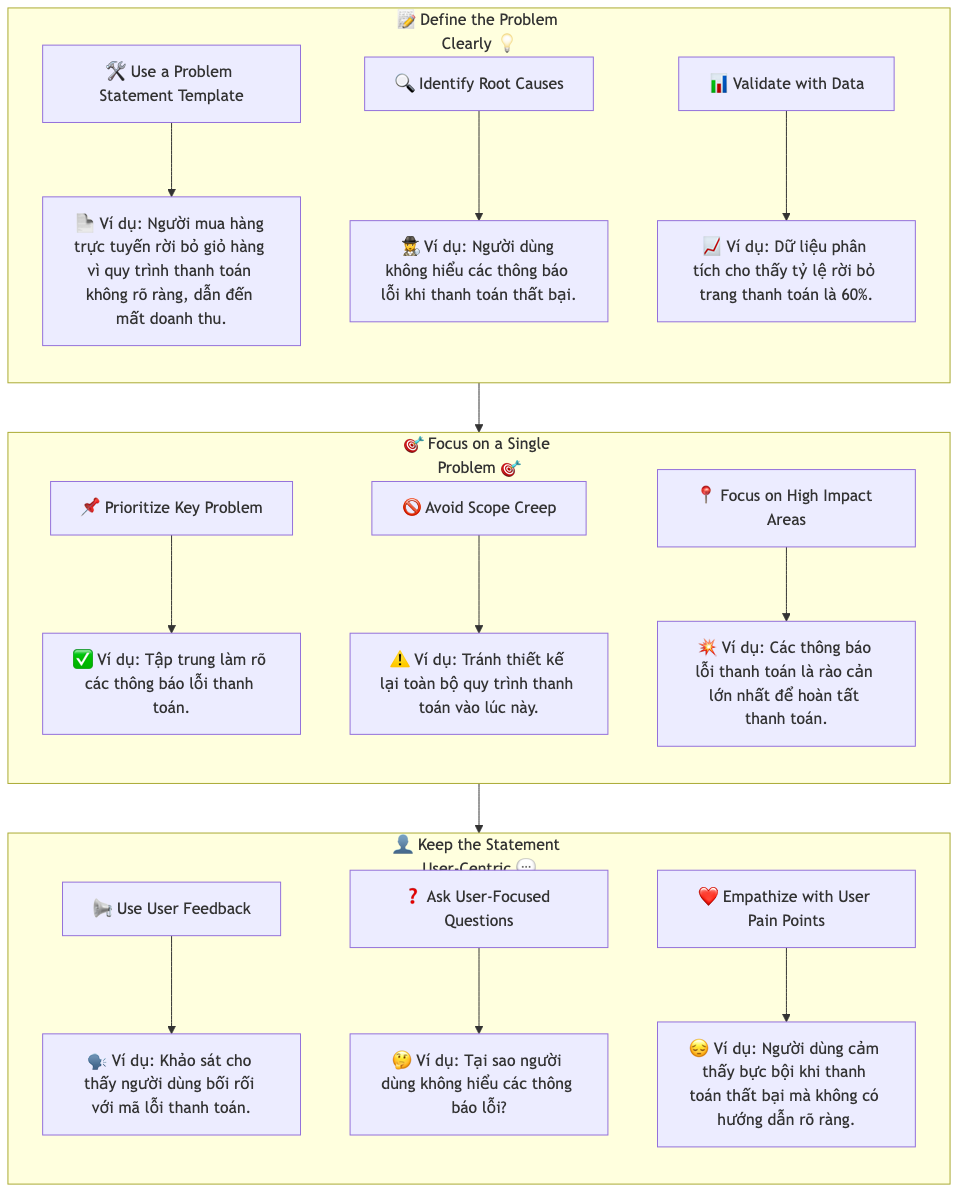 📝 Define the Problem
Clearly 💡
🛠️ Use a Problem
Statement Template
🔍 Identify Root Causes
📊 Validate with Data
📄 Ví dụ: Người mua hàng
trực tuyến rời bỏ giỏ hàng
vì quy trình thanh toán
không rõ ràng, dẫn đến
mất doanh thu.
🕵️ Ví dụ: Người dùng
không hiểu các thông báo
lỗi khi thanh toán thất bại.
📈 Ví dụ: Dữ liệu phân
tích cho thấy tỷ lệ rời bỏ
trang thanh toán là 60%.
🎯 Focus on a Single
Problem 🎯
📌 Prioritize Key Problem
🚫 Avoid Scope Creep
📍 Focus on High Impact
Areas
✅ Ví dụ: Tập trung làm rõ
các thông báo lỗi thanh
toán.
⚠️ Ví dụ: Tránh thiết kế
lại toàn bộ quy trình thanh
toán vào lúc này.
💥 Ví dụ: Các thông báo
lỗi thanh toán là rào cản
lớn nhất để hoàn tất
thanh toán.
👤 Keep the Statement
User-Centric 💬
📢 Use User Feedback
❓ Ask User-Focused
Questions
❤️ Empathize with User
Pain Points
🗣️ Ví dụ: Khảo sát cho
thấy người dùng bối rối
với mã lỗi thanh toán.
🤔 Ví dụ: Tại sao người
dùng không hiểu các thông
báo lỗi?
😔 Ví dụ: Người dùng cảm
thấy bực bội khi thanh
toán thất bại mà không có
hướng dẫn rõ ràng.